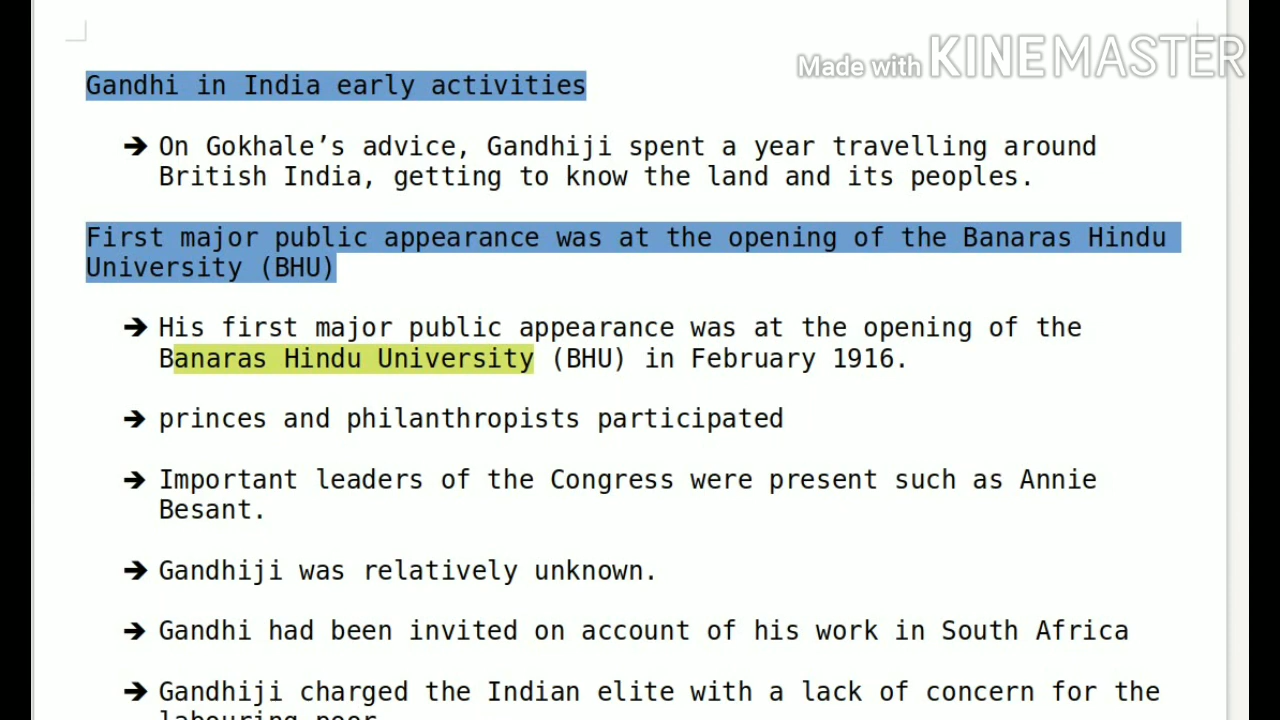 Made with KINEMASTER
Gandhi in India early activities
➔ On Gokhale’s advice, Gandhiji spent a year travelling around
British India, getting to know the land and its peoples.
First major public appearance was at the opening of the Banaras Hindu
University (BHU)
➔ His first major public appearance was at the opening of the
Banaras Hindu University (BHU) in February 1916.
➔ princes and philanthropists participated
➔ Important leaders of the Congress were present such as Annie
Besant.
➔ Gandhiji was relatively unknown.
➔ Gandhi had been invited on account of his work in South Africa
➔ Gandhiji charged the Indian elite with a lack of concern for the
labouring poor